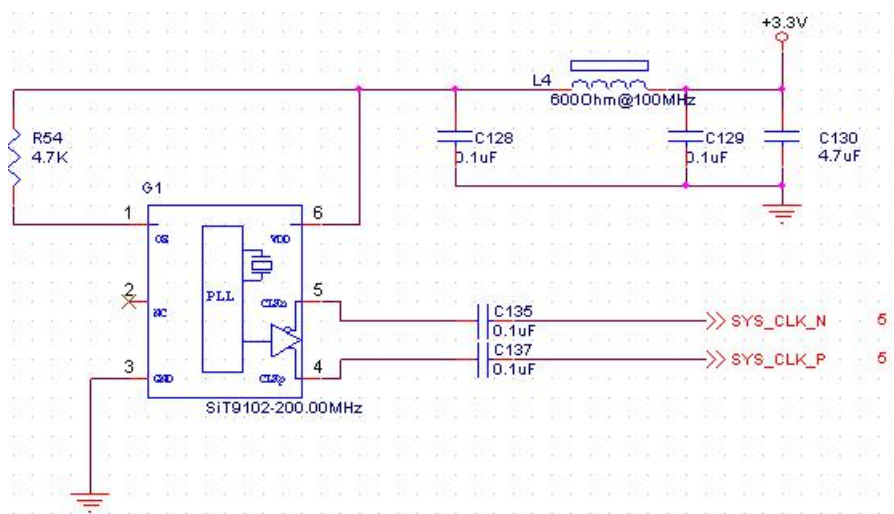 +3.3V
L4
600Ohm@100MHz
R54
4.7K
C128
0.1uF
C129
0.1uF
C130
4.7uF
G1
1
6
OE
VDD
2
5
NC
PLL
CLKn
C135
0.1uF
SYS_CLK_N
5
C137
0.1uF
SYS_CLK_P
5
3
4
GND
CLKp
SiT9102-200.00MHz